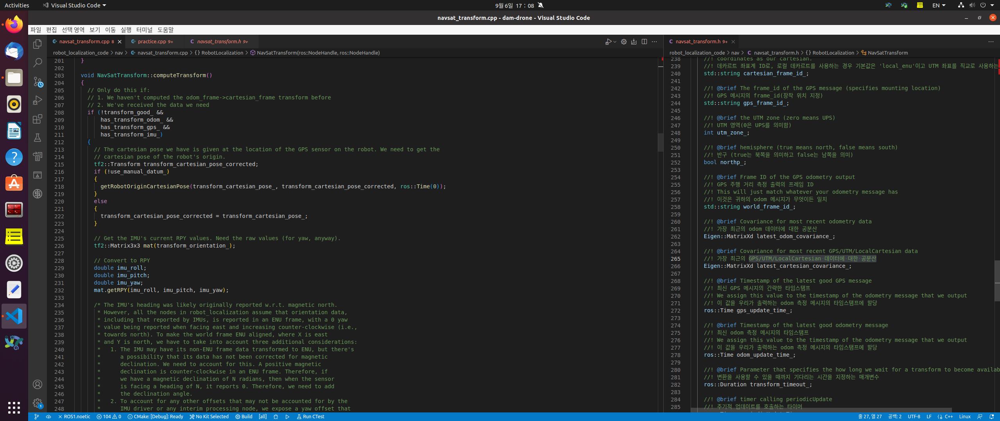 Activities
Visual Studio Code
9월 6일 17 : 08
EN
navsat_transform.cpp - dam-drone - Visual Studio Code
파일 편집 선택 영역 보기 이동 실행 터미널 도움말
navsat_transform.cpp 8
practice.cpp 9+
navsat_transform.h 9+
robot_localization_code > nav > navsat_transform.cpp > {} RobotLocalization > NavSatTransform(ros::NodeHandle, ros::NodeHandle)
201 }
202
203 void NavSatTransform::computeTransform()
204 {
205 // Only do this if:
206 // 1. We haven't computed the odom_frame->cartesian_frame transform before
207 // 2. We've received the data we need
208 if (!transform_good_ &&
209 has_transform_odom_ &&
210 has_transform_gps_ &&
211 has_transform_imu_)
212 {
213 // The cartesian pose we have is given at the location of the GPS sensor on the robot. We need to get the
214 // cartesian pose of the robot's origin.
215 tf2::Transform transform_cartesian_pose_corrected;
216 if (!use_manual_datum_)
217 {
218 getRobotOriginCartesianPose(transform_cartesian_pose_, transform_cartesian_pose_corrected, ros::Time(0));
219 }
220 else
221 {
222 transform_cartesian_pose_corrected = transform_cartesian_pose_;
223 }
224
225 // Get the IMU's current RPY values. Need the raw values (for yaw, anyway).
226 tf2::Matrix3x3 mat(transform_orientation_);
227
228 // Convert to RPY
229 double imu_roll;
230 double imu_pitch;
231 double imu_yaw;
232 mat.getRPY(imu_roll, imu_pitch, imu_yaw);
233
234 /* The IMU's heading was likely originally reported w.r.t. magnetic north.
235 * However, all the nodes in robot_localization assume that orientation data,
236 * including that reported by IMUs, is reported in an ENU frame, with a 0 yaw
237 * value being reported when facing east and increasing counter-clockwise (i.e.,
238 * towards north). To make the world frame ENU aligned, where X is east
239 * and Y is north, we have to take into account three additional considerations:
240 * 1. The IMU may have its non-ENU frame data transformed to ENU, but there's
241 * a possibility that its data has not been corrected for magnetic
242 * declination. We need to account for this. A positive magnetic
243 * declination is counter-clockwise in an ENU frame. Therefore, if
244 * we have a magnetic declination of N radians, then when the sensor
245 * is facing a heading of N, it reports 0. Therefore, we need to add
246 * the declination angle.
247 * 2. To account for any other offsets that may not be accounted for by the
248 * IMU driver or any interim processing node, we expose a yaw offset that
navsat_transform.h 9+
robot_localization_code > nav > navsat_transform.h > {} RobotLocalization > NavSatTransform
238 //! coordinates as our cartesian.
239 //! 데카르트 좌표계 ID로, 로컬 데카르트를 사용하는 경우 기본값은 'local_enu'이고 UTM 좌표를 직교로 사용하는
240 std::string cartesian_frame_id_;
241
242 //! @brief The frame_id of the GPS message (specifies mounting location)
243 //! GPS 메시지의 frame_id(장착 위치 지정)
244 std::string gps_frame_id_;
245
246 //! @brief the UTM zone (zero means UPS)
247 //! UTM 영역(0은 UPS를 의미함)
248 int utm_zone_;
249
250 //! @brief hemisphere (true means north, false means south)
251 //! 반구 (true는 북쪽을 의미하고 false는 남쪽을 의미)
252 bool northp_;
253
254 //! @brief Frame ID of the GPS odometry output
255 //! GPS 주행 거리 측정 출력의 프레임 ID
256 //! This will just match whatever your odometry message has
257 //! 이것은 귀하의 odom 메시지가 무엇이든 일치
258 std::string world_frame_id_;
259
260 //! @brief Covariance for most recent odometry data
261 //! 가장 최근의 odom 데이터에 대한 공분산
262 Eigen::MatrixXd latest_odom_covariance_;
263
264 //! @brief Covariance for most recent GPS/UTM/LocalCartesian data
265 //! 가장 최근의 GPS/UTM/LocalCartesian 데이터에 대한 공분산
266 Eigen::MatrixXd latest_cartesian_covariance_;
267
268 //! @brief Timestamp of the latest good GPS message
269 //! 최신 GPS 메시지의 간략한 타임스탬프
270 //! We assign this value to the timestamp of the odometry message that we output
271 //! 이 값을 우리가 출력하는 odom 측정 메시지의 타임스탬프에 할당
272 ros::Time gps_update_time_;
273
274 //! @brief Timestamp of the latest good odometry message
275 //! 최신 odom 측정 메시지의 타임스탬프
276 //! We assign this value to the timestamp of the odometry message that we output
277 //! 이 값을 우리가 출력하는 odom 측정 메시지의 타임스탬프에 할당
278 ros::Time odom_update_time_;
279
280 //! @brief Parameter that specifies the how long we wait for a transform to become availab
281 //! 변환을 사용할 수 있을 때까지 기다리는 시간을 지정하는 매개변수
282 ros::Duration transform_timeout_;
283
284 //! @brief timer calling periodicUpdate
285 //! 주기적 업데이트를 호출하는 타이머
1
ROS1.noetic 104 0 CMake: [Debug]: Ready No Kit Selected Build [all] Run CTest
줄 27, 열 27 공백: 2 UTF-8 LF C++ Linux